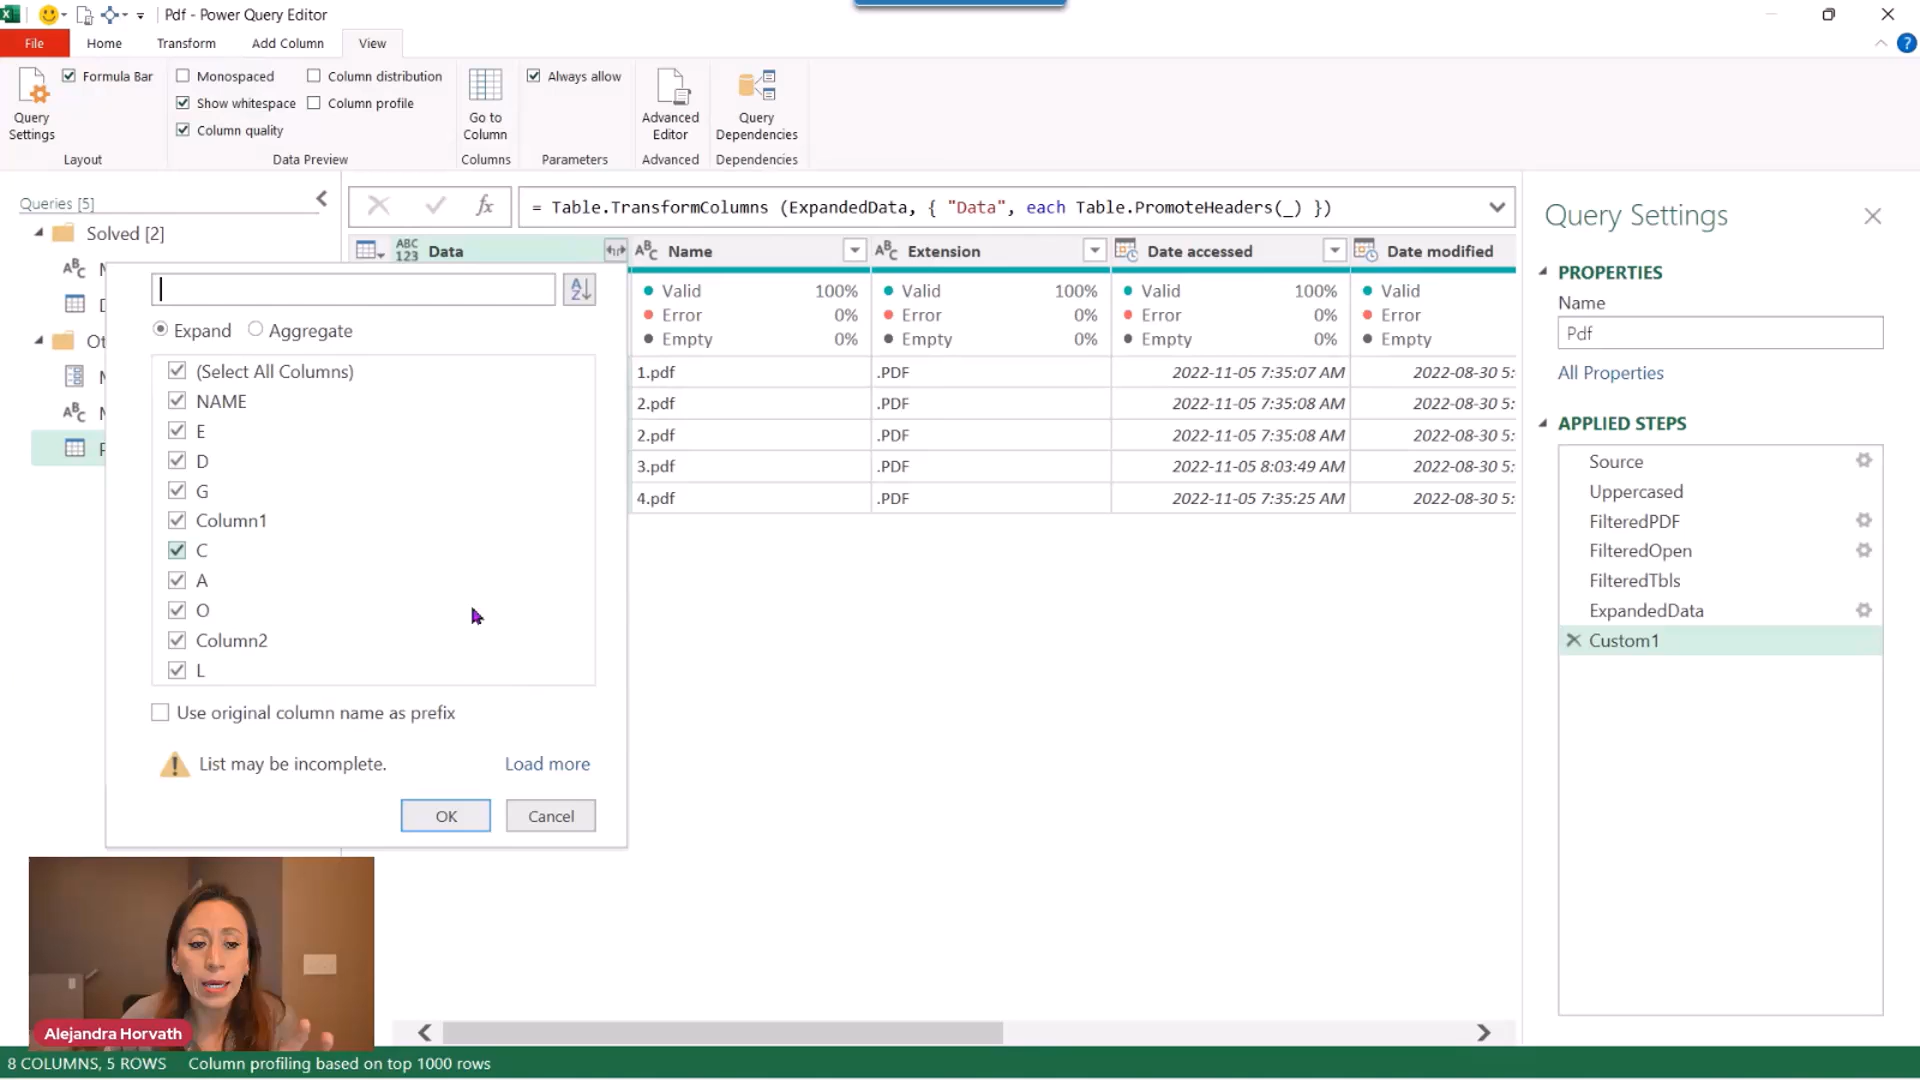 Pdf - Power Query Editor
File Home Transform Add Column View
Query Settings
Formula Bar
Layout
Monospaced
Show whitespace
Column quality
Column distribution
Column profile
Data Preview
Go to Column
Columns
Always allow
Parameters
Advanced Editor
Advanced
Query Dependencies
Dependencies
Queries [5]
Solved [2]
= Table.TransformColumns (ExpandedData, { "Data", each Table.PromoteHeaders(_) })
ABC 123 Data ABC Name ABC Extension Date accessed Date modified
Valid 100% Valid 100% Valid 100% Valid
Error 0% Error 0% Error 0% Error
Empty 0% Empty 0% Empty 0% Empty
1.pdf .PDF 2022-11-05 7:35:07 AM 2022-08-30 5:
2.pdf .PDF 2022-11-05 7:35:08 AM 2022-08-30 5:
2.pdf .PDF 2022-11-05 7:35:08 AM 2022-08-30 5:
3.pdf .PDF 2022-11-05 8:03:49 AM 2022-08-30 5:
4.pdf .PDF 2022-11-05 7:35:25 AM 2022-08-30 5:
Expand Aggregate
(Select All Columns)
NAME
E
D
G
Column1
C
A
O
Column2
L
Use original column name as prefix
List may be incomplete. Load more
OK Cancel
Query Settings
PROPERTIES
Name
Pdf
All Properties
APPLIED STEPS
Source
Uppercased
FilteredPDF
FilteredOpen
FilteredTbls
ExpandedData
Custom1
Alejandra Horvath
8 COLUMNS, 5 ROWS Column profiling based on top 1000 rows